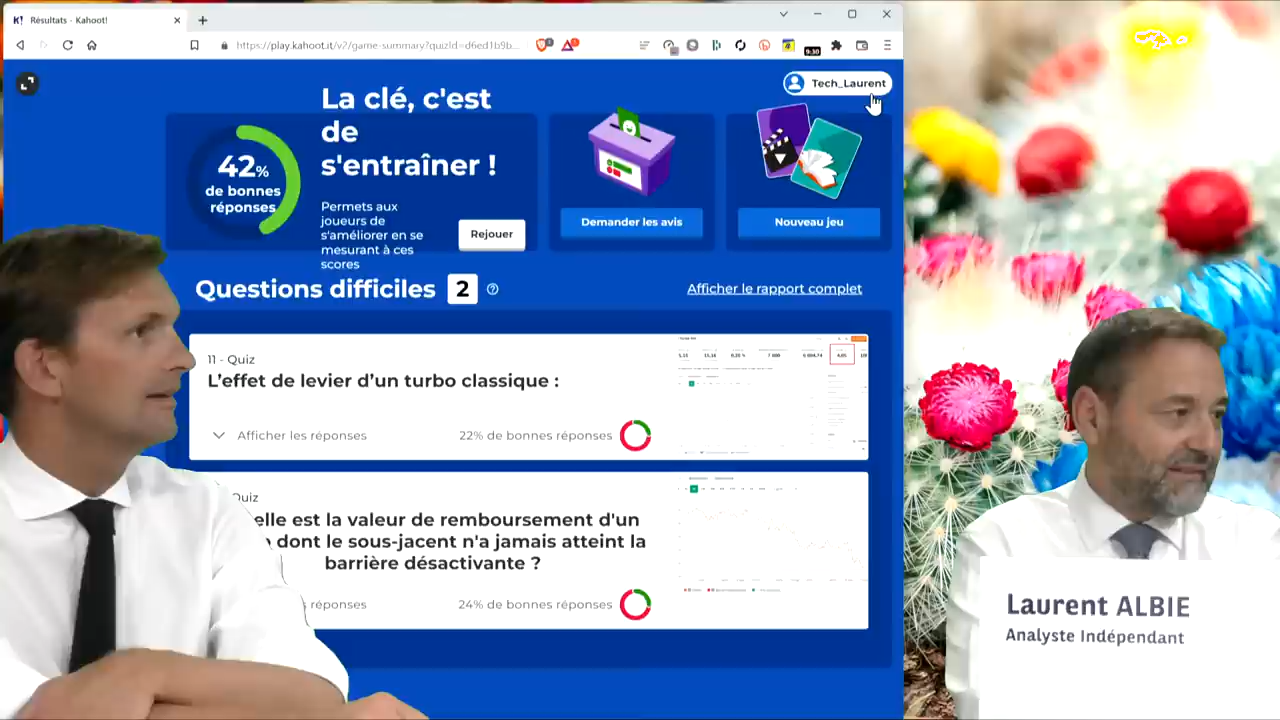 K! Résultats - Kahoot!
https://play.kahoot.it/v2/game-summary?quizId=d6ed1b9b...
9:30
Tech_Laurent
La clé, c'est
de
s'entraîner !
42%
de bonnes
réponses
Permets aux
joueurs de
s'améliorer en se
mesurant à ces
scores
Rejouer
Demander les avis
Nouveau jeu
Questions difficiles 2
Afficher le rapport complet
11 - Quiz
L'effet de levier d'un turbo classique :
Afficher les réponses
22% de bonnes réponses
Quiz
elle est la valeur de remboursement d'un
dont le sous-jacent n'a jamais atteint la
barrière désactivante ?
réponses
24% de bonnes réponses
Laurent ALBIE
Analyste Indépendant